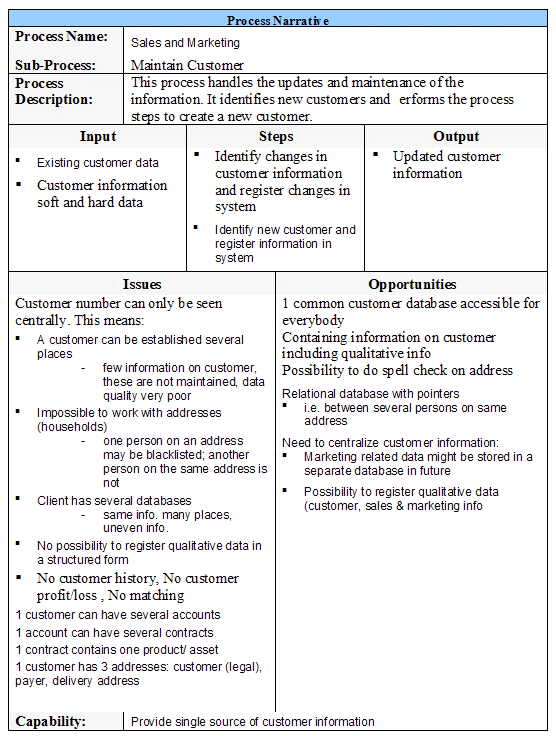 Process Narrative
Process Name: Sales and Marketing
Sub-Process: Maintain Customer
Process Description: This process handles the updates and maintenance of the
information. It identifies new customers and erforms the process
steps to create a new customer.
Input
▪ Existing customer data
▪ Customer information
soft and hard data
Steps
▪ Identify changes in
customer information
and register changes in
system
▪ Identify new customer and
register information in
system
Output
▪ Updated customer
information
Issues
Customer number can only be seen
centrally. This means:
▪ A customer can be established several
places
- few information on customer,
these are not maintained, data
quality very poor
▪ Impossible to work with addresses
(households)
- one person on an address
may be blacklisted; another
person on the same address is
not
▪ Client has several databases
- same info. many places,
uneven info.
▪ No possibility to register qualitative data in
a structured form
▪ No customer history, No customer
profit/loss , No matching
1 customer can have several accounts
1 account can have several contracts
1 contract contains one product/ asset
1 customer has 3 addresses: customer (legal),
payer, delivery address
Opportunities
1 common customer database accessible for
everybody
Containing information on customer
including qualitative info
Possibility to do spell check on address
Relational database with pointers
▪ i.e. between several persons on same
address
Need to centralize customer information:
▪ Marketing related data might be stored in a
separate database in future
▪ Possibility to register qualitative data
(customer, sales & marketing info
Capability: Provide single source of customer information